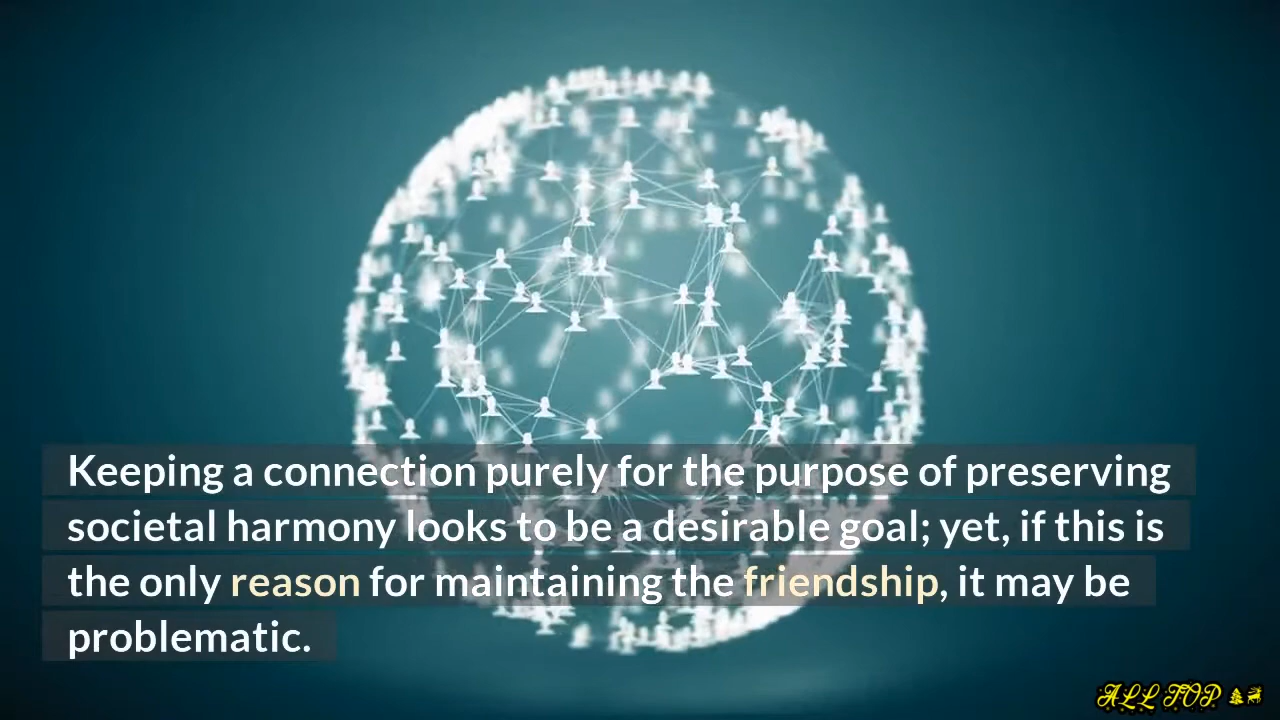 Keeping a connection purely for the purpose of preserving
societal harmony looks to be a desirable goal; yet, if this is
the only reason for maintaining the friendship, it may be
problematic.
ALL TOP